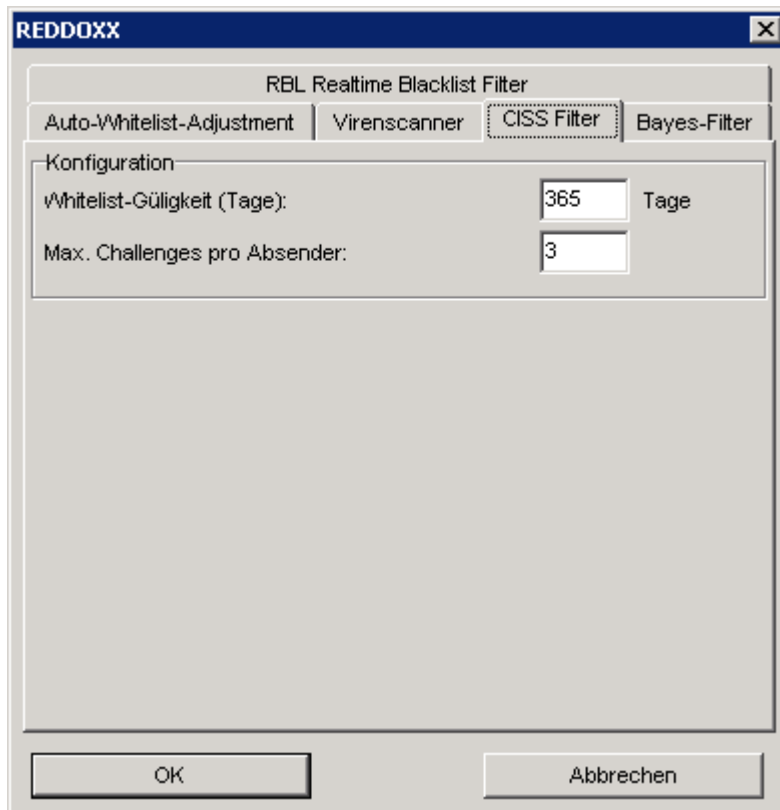 REDDOXX
RBL Realtime Blacklist Filter
Auto-Whitelist-Adjustment Virenscanner CISS Filter Bayes-Filter
Konfiguration
Whitelist-Güligkeit (Tage): 365 Tage
Max. Challenges pro Absender: 3
OK Abbrechen